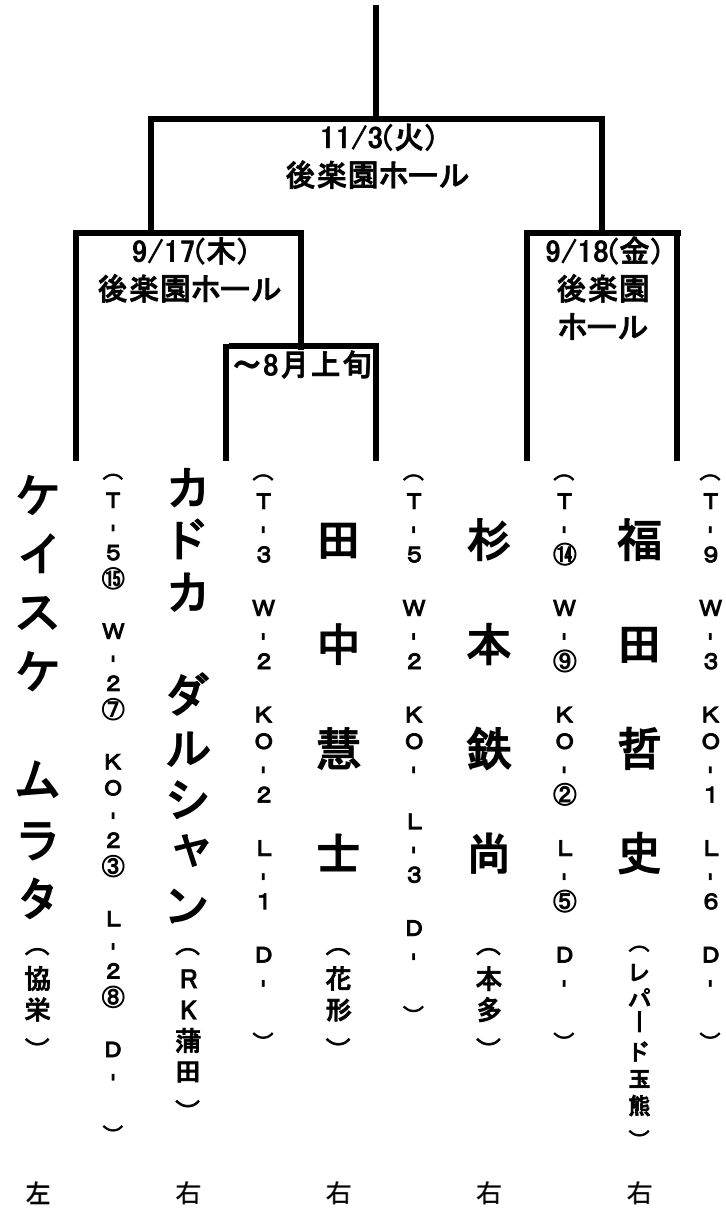 11/3(火)
後楽園ホール
9/17(木)
後楽園ホール
9/18(金)
後楽園
ホール
～8月上旬
ケイスケ ムラタ(協栄)
(T-5⑮ W-2⑦ KO-2③ L-2⑧ D- )
左
カドカ ダルシャン(RK蒲田)
(T-3 W-2 KO-2 L-1 D- )
右
田中慧士(花形)
(T-5 W-2 KO- L-3 D- )
右
杉本鉄尚(本多)
(T-⑭ W-⑨ KO-② L-⑤ D- )
右
福田哲史(レパード玉熊)
(T-9 W-3 KO-1 L-6 D- )
右